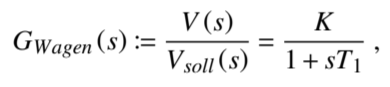 G_{Wagen}(s) := \frac{V(s)}{V_{soll}(s)} = \frac{K}{1 + sT_1},